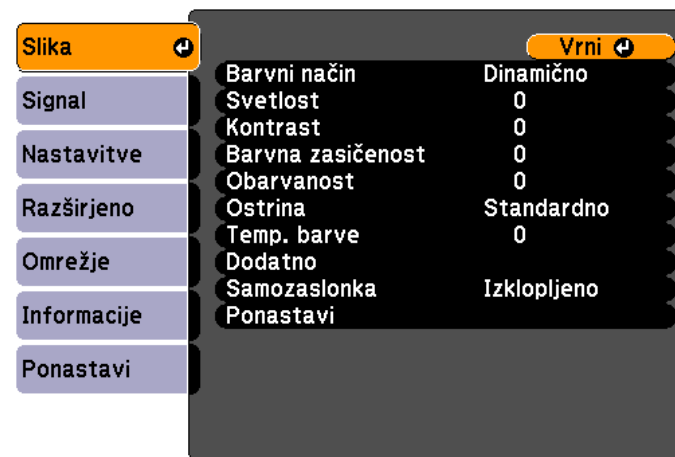 Slika
Signal
Nastavitve
Razširjeno
Omrežje
Informacije
Ponastavi
Vrni
Barvni način Dinamično
Svetlost 0
Kontrast 0
Barvna zasičenost 0
Obarvanost 0
Ostrina Standardno
Temp. barve 0
Dodatno
Samozaslonka Izklopljeno
Ponastavi